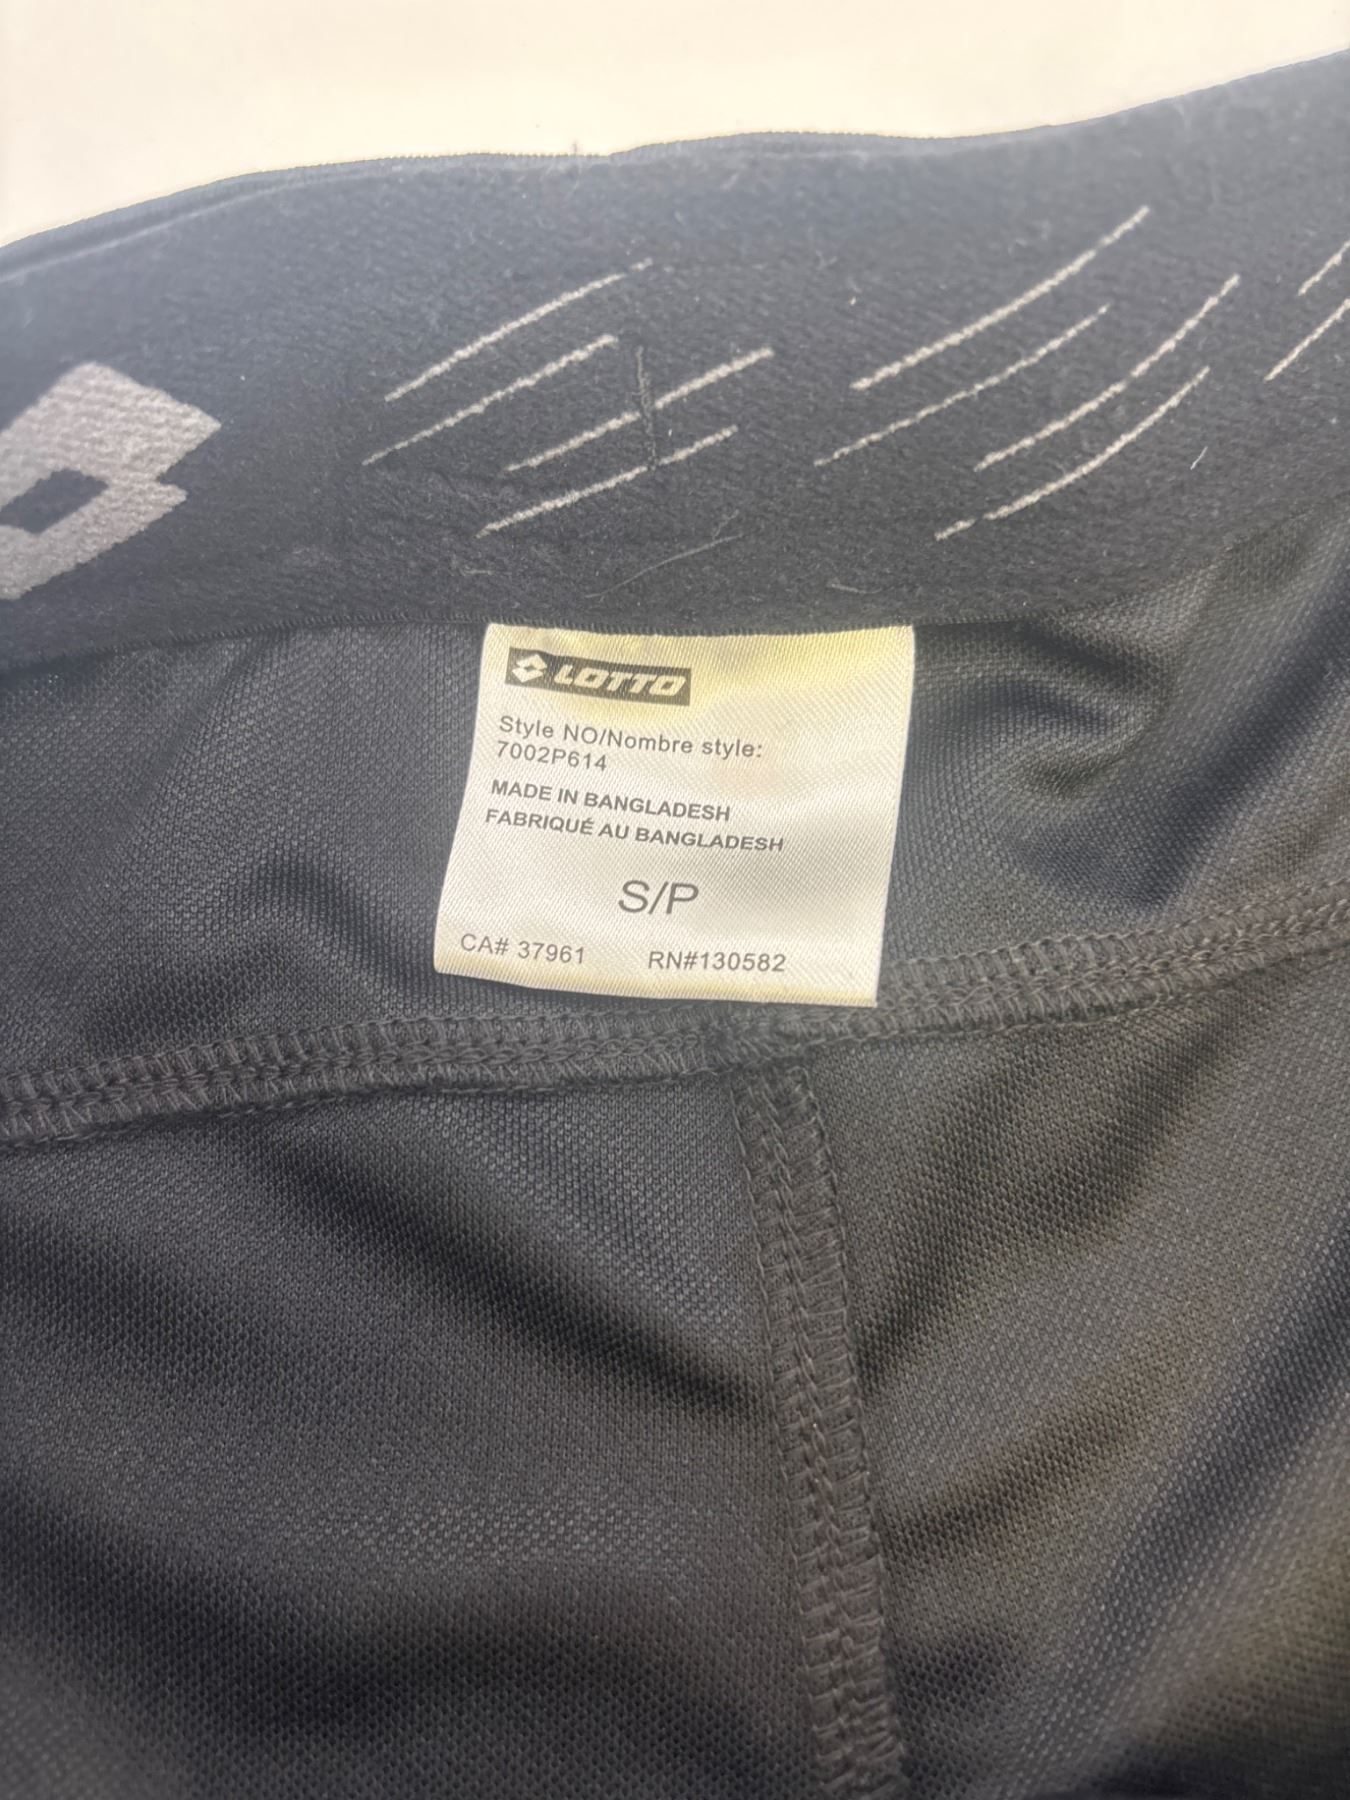 LOTTO
Style NO/Nombre style:
7002P614
MADE IN BANGLADESH
FABRIQUÉ AU BANGLADESH
S/P
CA# 37961 RN#130582